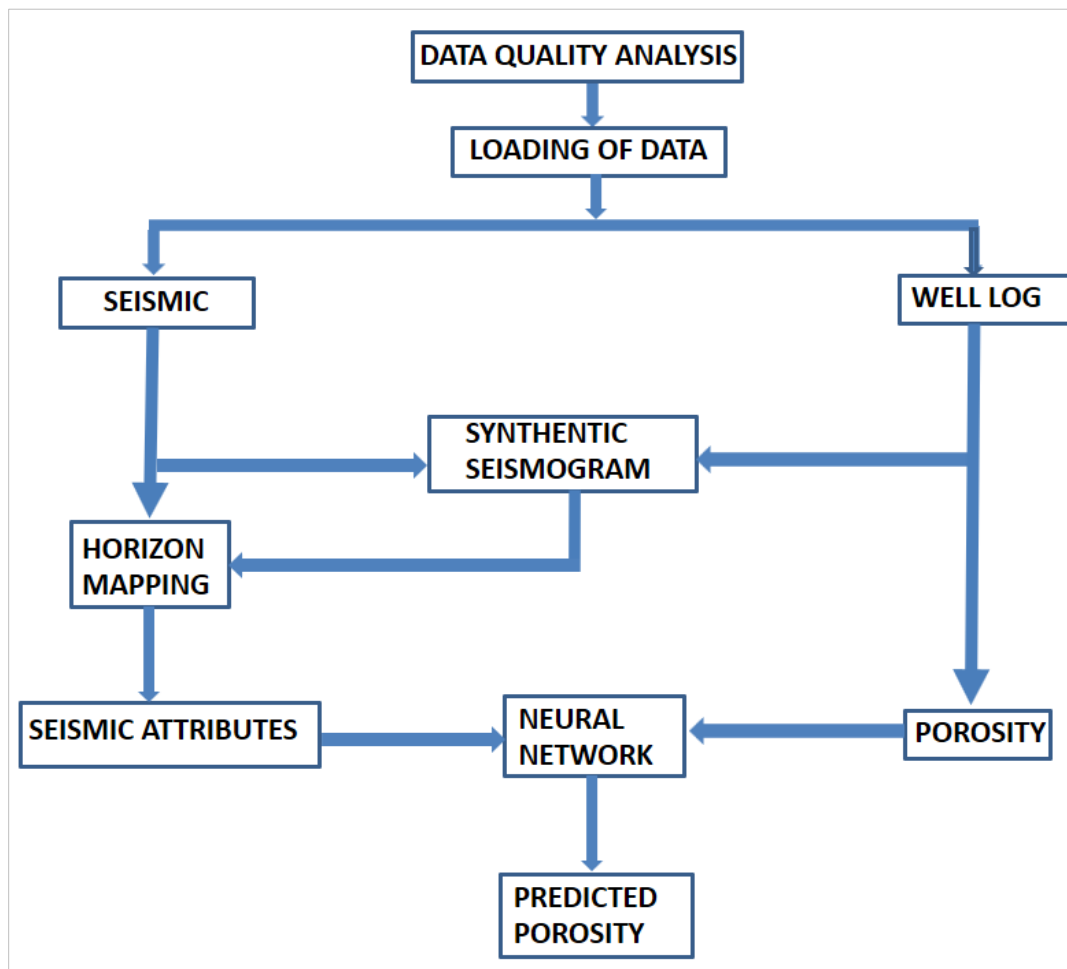 DATA QUALITY ANALYSIS
LOADING OF DATA
SEISMIC
WELL LOG
SYNTHENTIC
SEISMOGRAM
HORIZON
MAPPING
SEISMIC ATTRIBUTES
NEURAL
NETWORK
POROSITY
PREDICTED
POROSITY